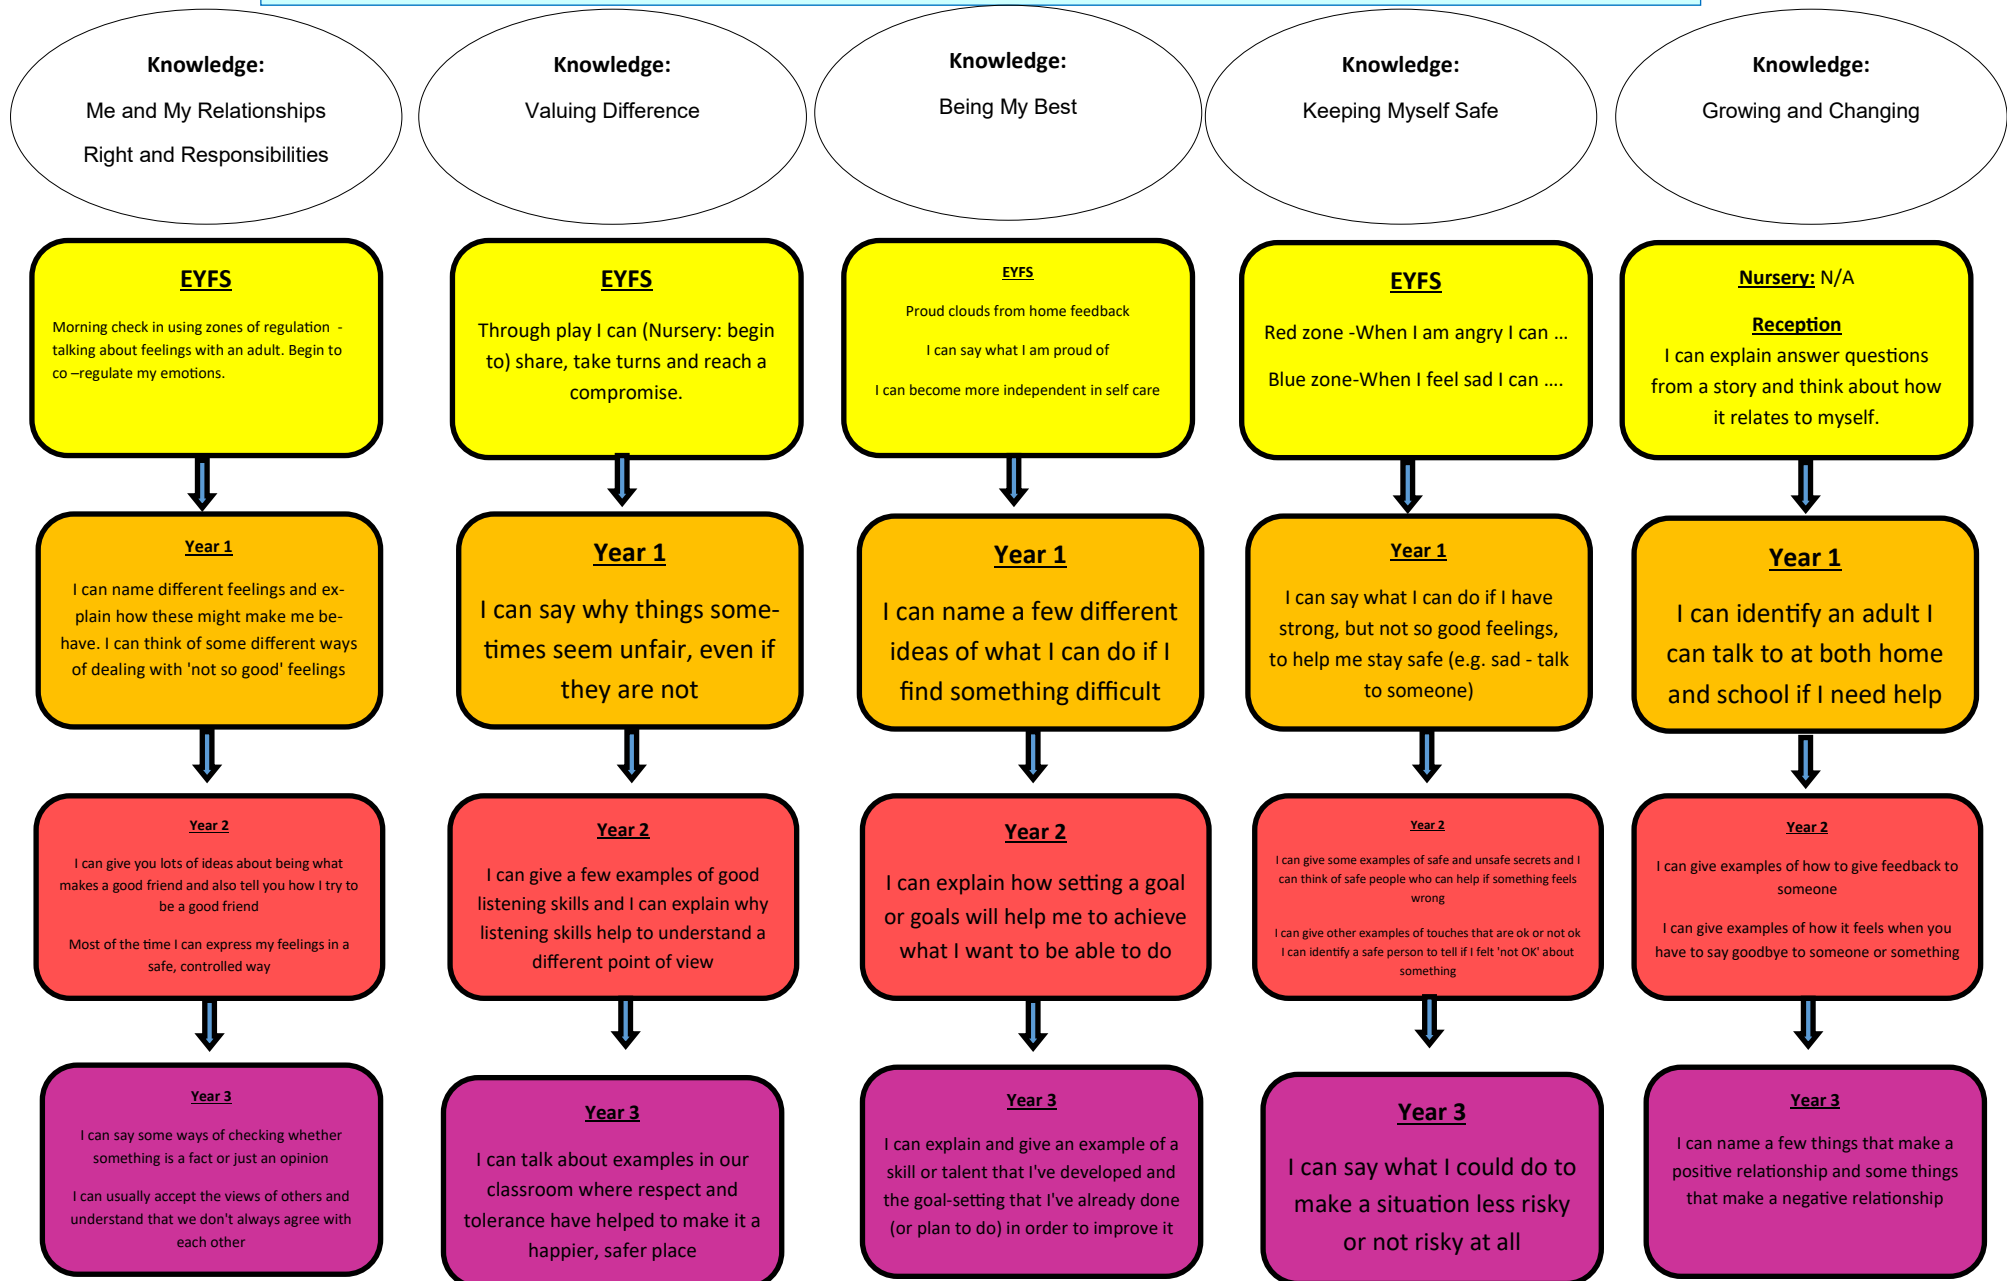 Knowledge:
Me and My Relationships
Right and Responsibilities
Knowledge:
Valuing Difference
Knowledge:
Being My Best
Knowledge:
Keeping Myself Safe
Knowledge:
Growing and Changing
EYFS
Morning check in using zones of regulation -
talking about feelings with an adult. Begin to
co –regulate my emotions.
EYFS
Through play I can (Nursery: begin
to) share, take turns and reach a
compromise.
EYFS
Proud clouds from home feedback
I can say what I am proud of
I can become more independent in self care
EYFS
Red zone -When I am angry I can ...
Blue zone-When I feel sad I can ....
Nursery: N/A
Reception
I can explain answer questions
from a story and think about how
it relates to myself.
Year 1
I can name different feelings and ex-
plain how these might make me be-
have. I can think of some different ways
of dealing with 'not so good' feelings
Year 1
I can say why things some-
times seem unfair, even if
they are not
Year 1
I can name a few different
ideas of what I can do if I
find something difficult
Year 1
I can say what I can do if I have
strong, but not so good feelings,
to help me stay safe (e.g. sad - talk
to someone)
Year 1
I can identify an adult I
can talk to at both home
and school if I need help
Year 2
I can give you lots of ideas about being what
makes a good friend and also tell you how I try to
be a good friend
Most of the time I can express my feelings in a
safe, controlled way
Year 2
I can give a few examples of good
listening skills and I can explain why
listening skills help to understand a
different point of view
Year 2
I can explain how setting a goal
or goals will help me to achieve
what I want to be able to do
Year 2
I can give some examples of safe and unsafe secrets and I
can think of safe people who can help if something feels
wrong
I can give other examples of touches that are ok or not ok
I can identify a safe person to tell if I felt 'not OK' about
something
Year 2
I can give examples of how to give feedback to
someone
I can give examples of how it feels when you
have to say goodbye to someone or something
Year 3
I can say some ways of checking whether
something is a fact or just an opinion
I can usually accept the views of others and
understand that we don't always agree with
each other
Year 3
I can talk about examples in our
classroom where respect and
tolerance have helped to make it a
happier, safer place
Year 3
I can explain and give an example of a
skill or talent that I've developed and
the goal-setting that I've already done
(or plan to do) in order to improve it
Year 3
I can say what I could do to
make a situation less risky
or not risky at all
Year 3
I can name a few things that make a
positive relationship and some things
that make a negative relationship